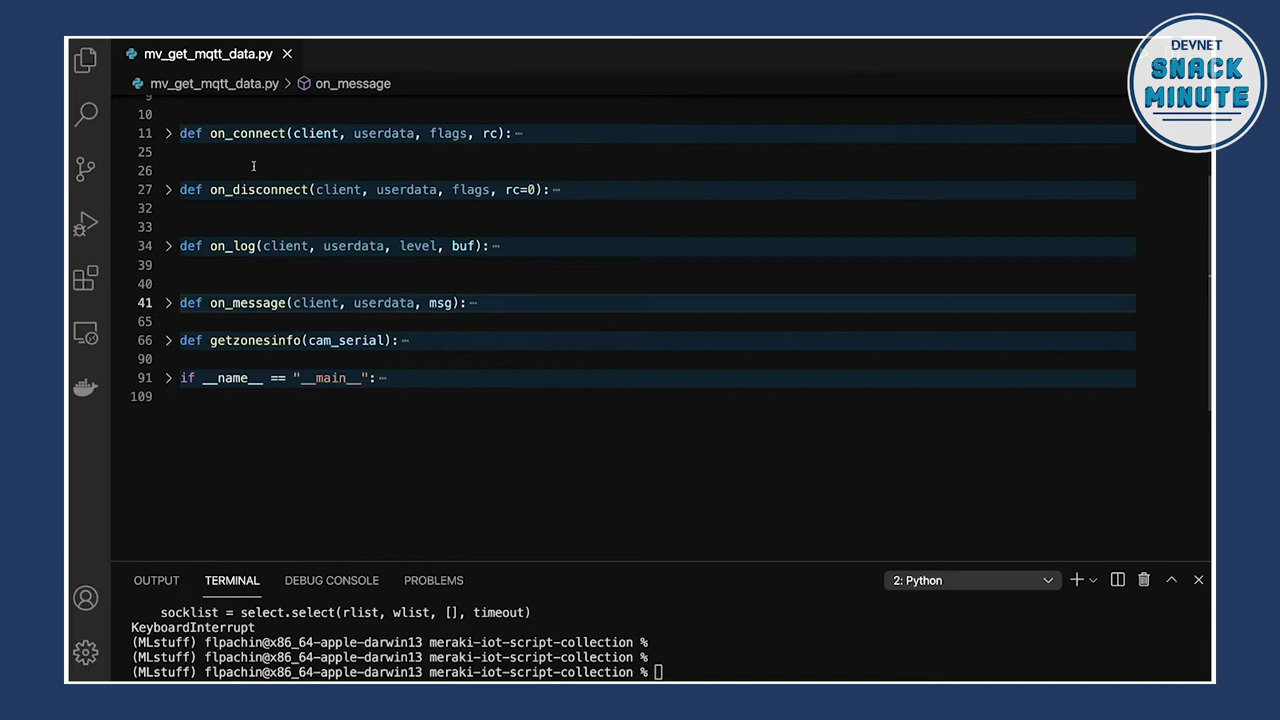 mv_get_mqtt_data.py
DEVNET
SNACK
MINUTE
mv_get_mqtt_data.py > on_message
9
10
11 > def on_connect(client, userdata, flags, rc):
25
26
27 > def on_disconnect(client, userdata, flags, rc=0):
32
33
34 > def on_log(client, userdata, level, buf):
39
40
41 > def on_message(client, userdata, msg):
65
66 > def getzonesinfo(cam_serial):
90
91 > if __name__ == "__main__":
109
OUTPUT TERMINAL DEBUG CONSOLE PROBLEMS 2: Python
socklist = select.select(rlist, wlist, [], timeout)
KeyboardInterrupt
(MLstuff) flpachin@x86_64-apple-darwin13 meraki-iot-script-collection %
(MLstuff) flpachin@x86_64-apple-darwin13 meraki-iot-script-collection %
(MLstuff) flpachin@x86_64-apple-darwin13 meraki-iot-script-collection %